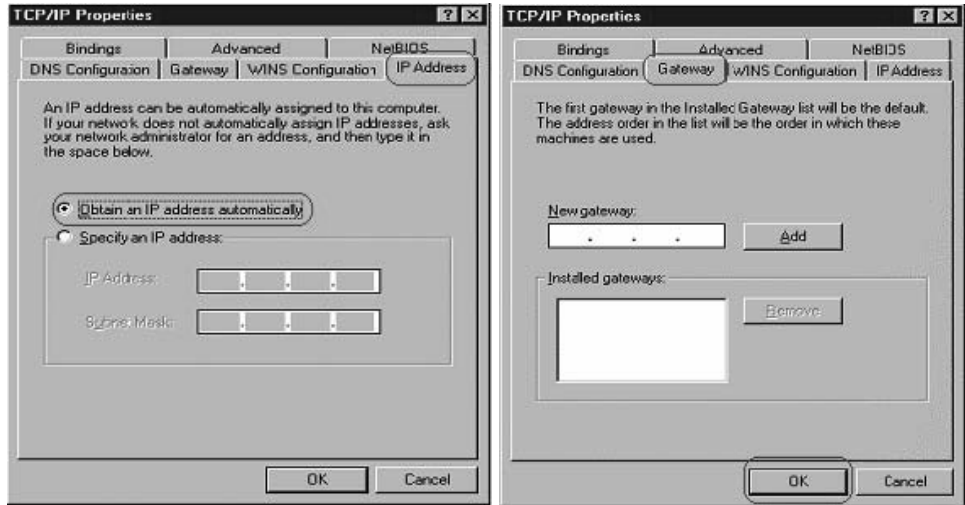 TCP/IP Properties
Bindings
Advanced
NetBIOS
DNS Configuration
Gateway
WINS Configuration
IP Address
An IP address can be automatically assigned to this computer.
If your network does not automatically assign IP addresses, ask
your network administrator for an address, and then type it in
the space below.
Obtain an IP address automatically
Specify an IP address:
IP Address:
Subnet Mask:
OK
Cancel
TCP/IP Properties
Bindings
Advanced
NetBIOS
DNS Configuration
Gateway
WINS Configuration
IP Address
The first gateway in the Installed Gateway list will be the default.
The address order in the list will be the order in which these
machines are used.
New gateway:
Add
Installed gateways:
Remove
OK
Cancel